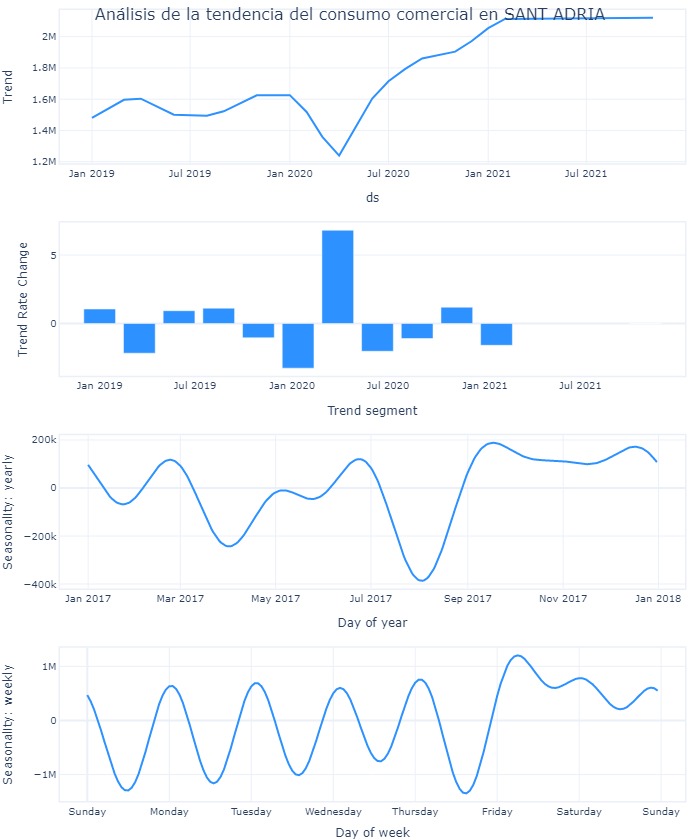 Análisis de la tendencia del consumo comercial en SANT ADRIA
2M
1.8M
1.6M
1.4M
1.2M
Trend
Jan 2019 Jul 2019 Jan 2020 Jul 2020 Jan 2021 Jul 2021
ds
5
0
Trend Rate Change
Jan 2019 Jul 2019 Jan 2020 Jul 2020 Jan 2021 Jul 2021
Trend segment
200k
0
−200k
−400k
Seasonality: yearly
Jan 2017 Mar 2017 May 2017 Jul 2017 Sep 2017 Nov 2017 Jan 2018
Day of year
1M
0
−1M
Seasonality: weekly
Sunday Monday Tuesday Wednesday Thursday Friday Saturday Sunday
Day of week